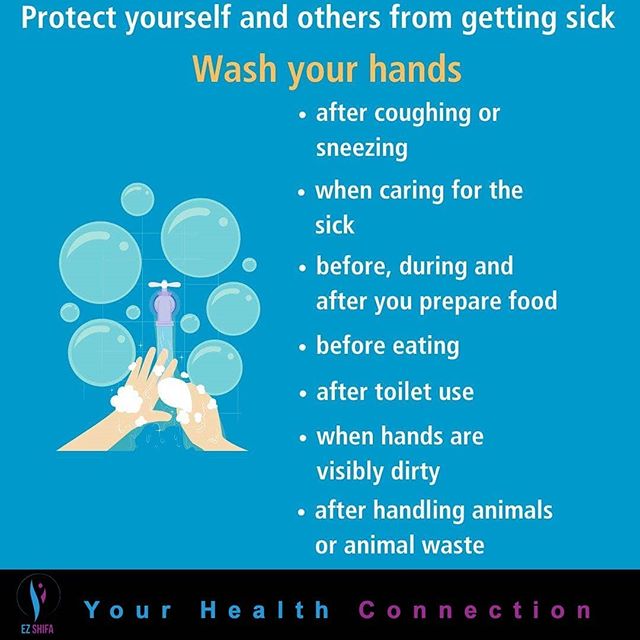 Protect yourself and others from getting sick
Wash your hands
• after coughing or
sneezing
• when caring for the
sick
• before, during and
after you prepare food
• before eating
• after toilet use
• when hands are
visibly dirty
• after handling animals
or animal waste
EZ SHIFA
Your Health Connection